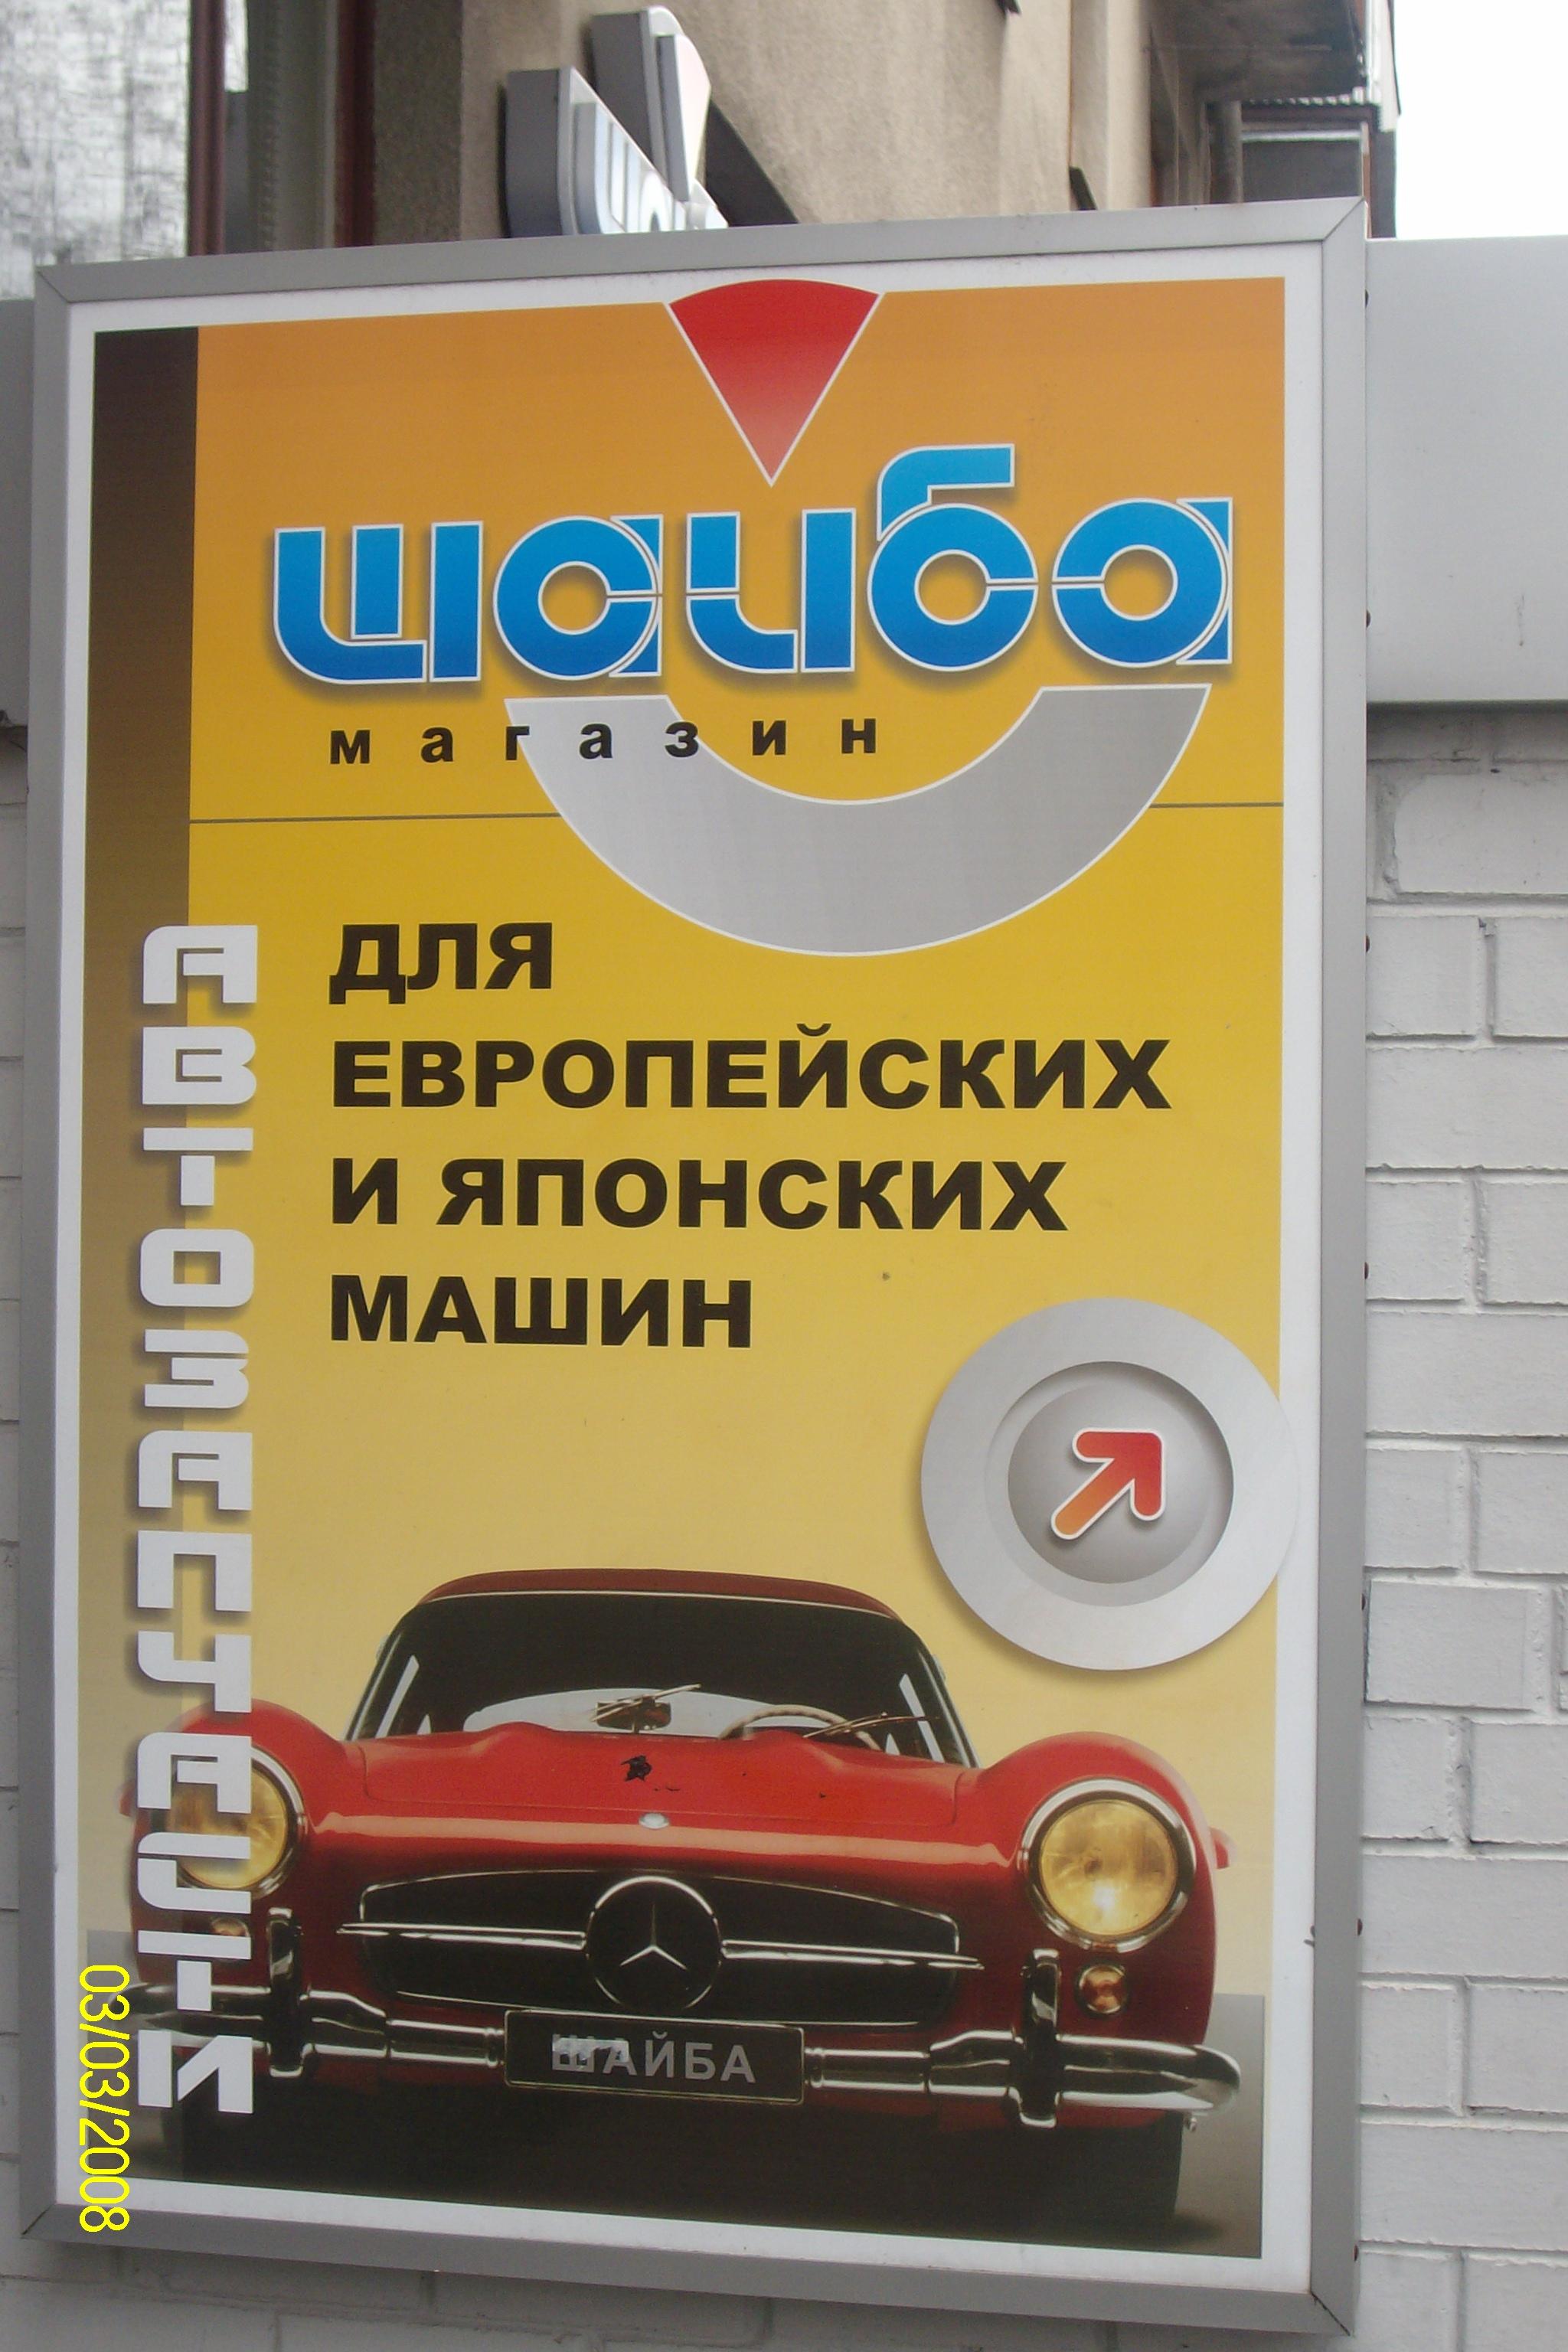 шайба
магазин
ДЛЯ
ЕВРОПЕЙСКИХ
И ЯПОНСКИХ
МАШИН
АВТОЗАПЧАСТИ
ШАЙБА
03/03/2008